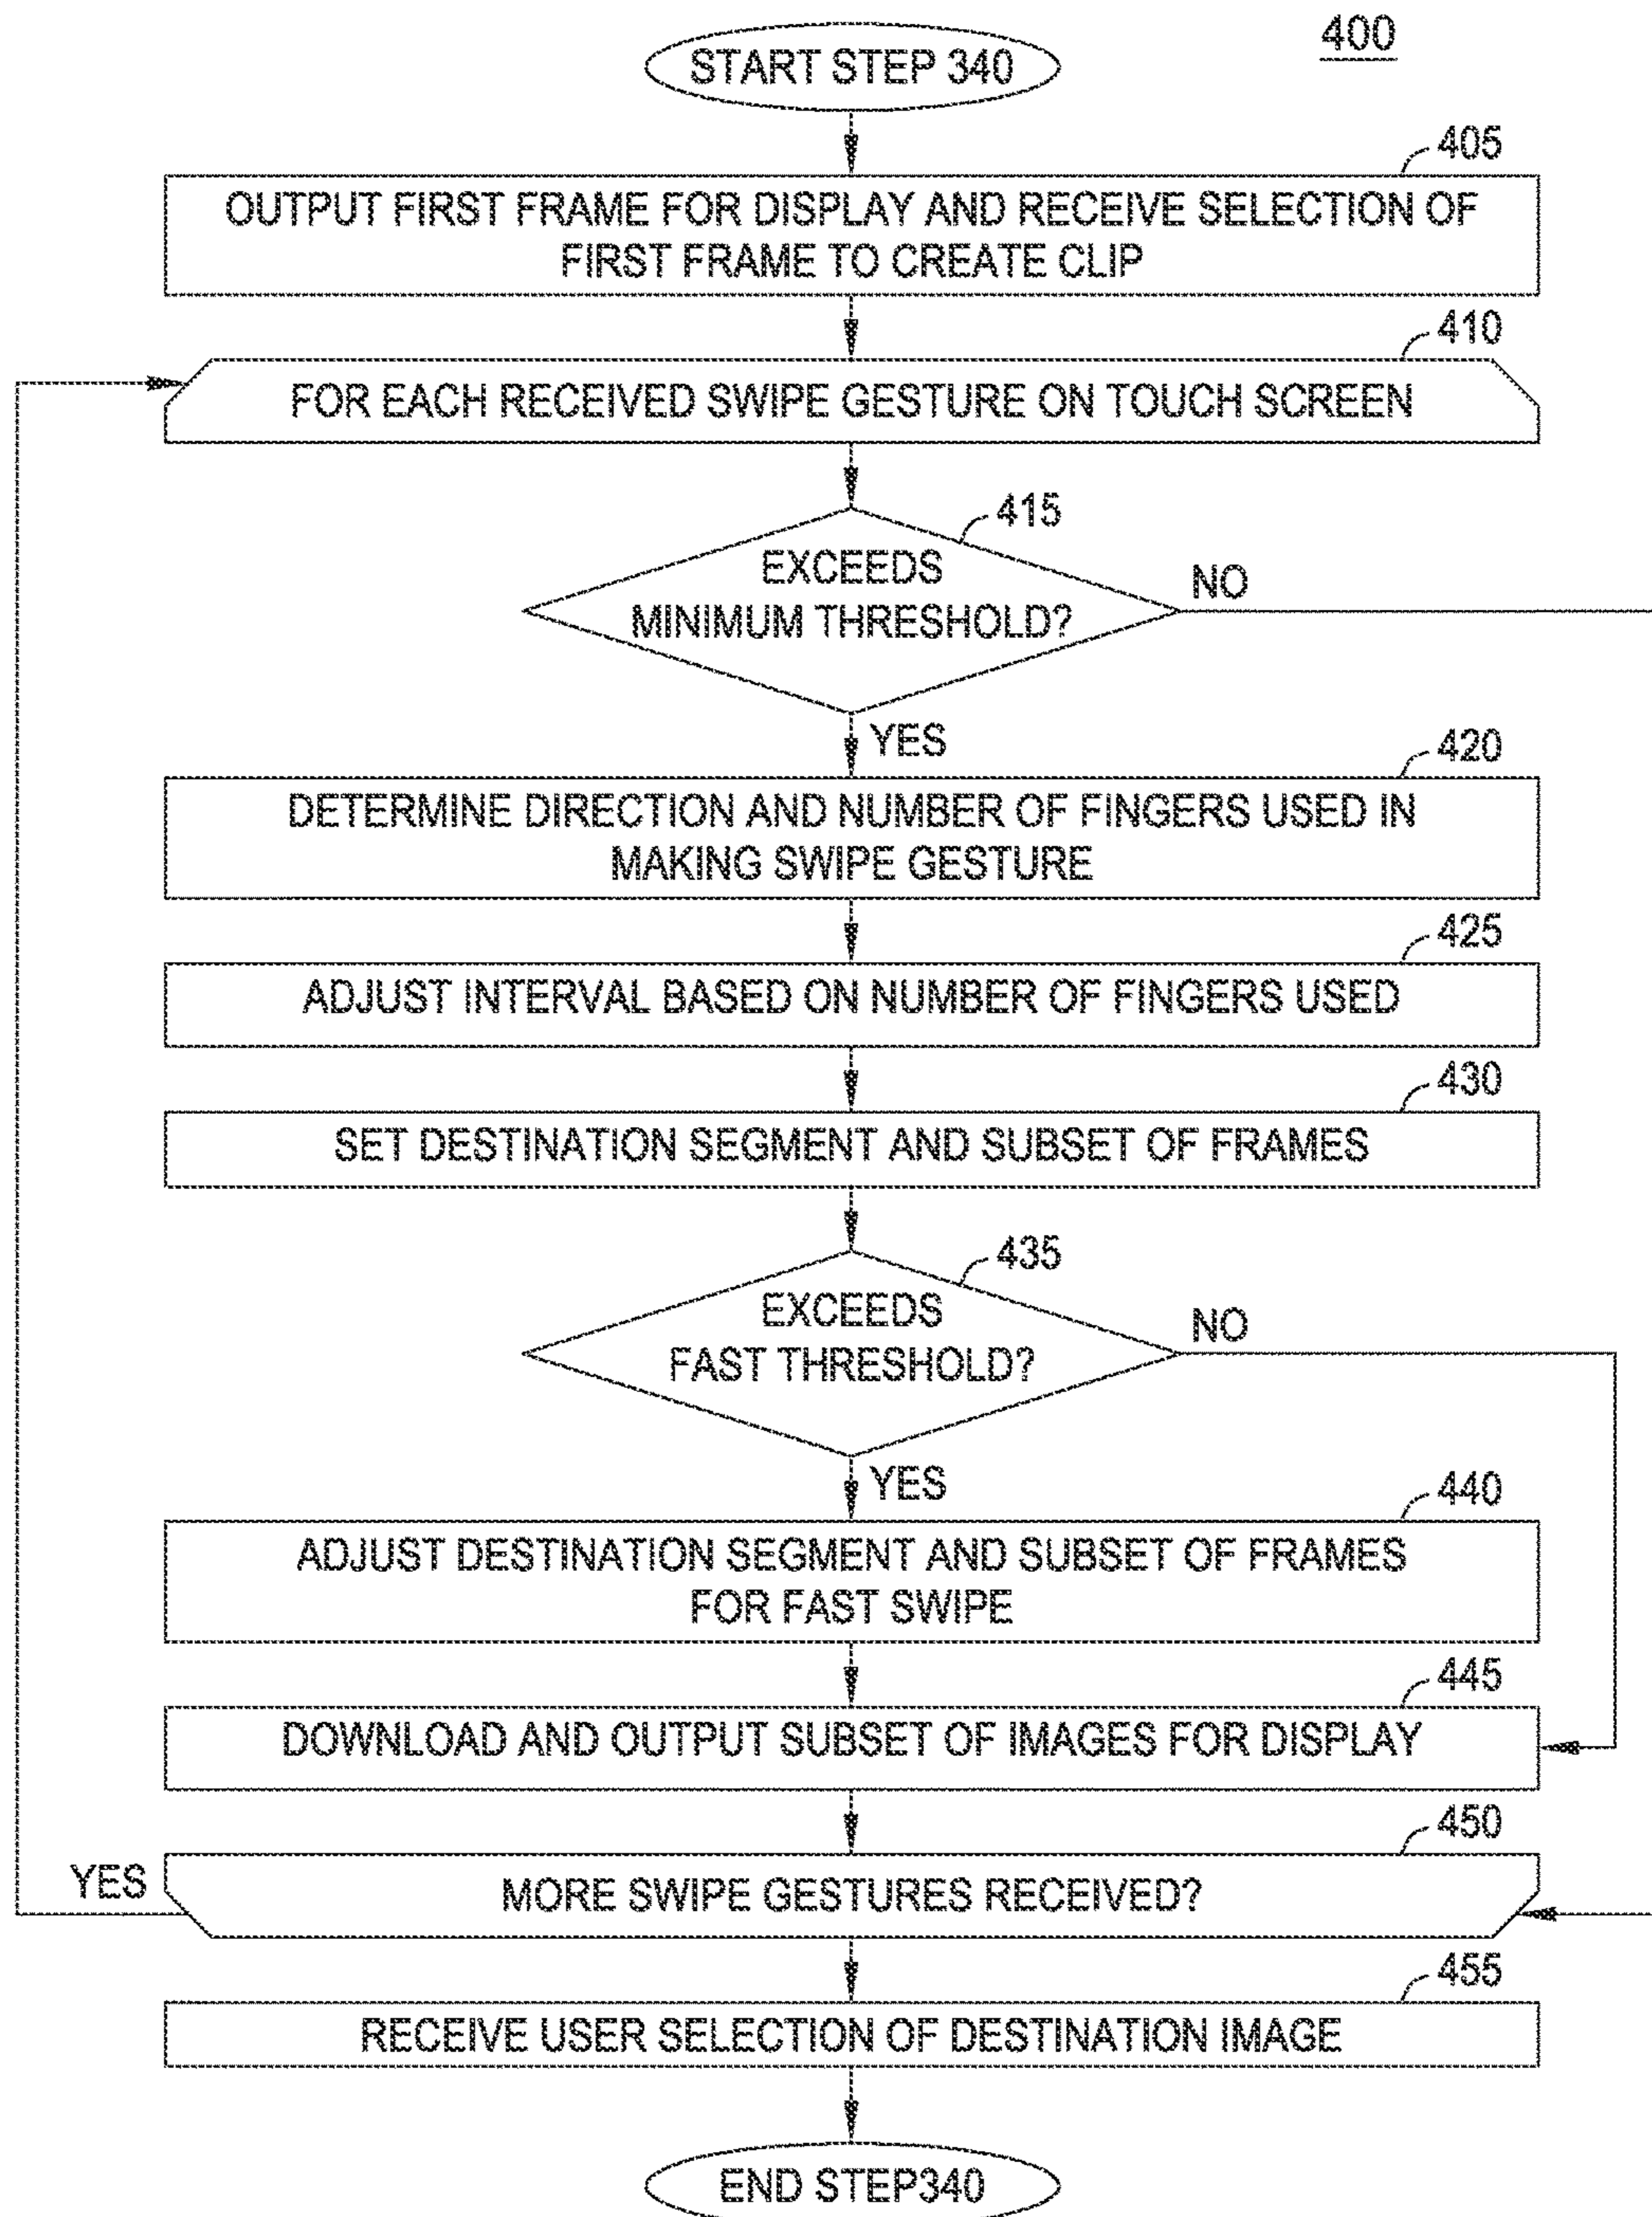 400
START STEP 340
405
OUTPUT FIRST FRAME FOR DISPLAY AND RECEIVE SELECTION OF
FIRST FRAME TO CREATE CLIP
410
FOR EACH RECEIVED SWIPE GESTURE ON TOUCH SCREEN
415
EXCEEDS
MINIMUM THRESHOLD?
NO
YES
420
DETERMINE DIRECTION AND NUMBER OF FINGERS USED IN
MAKING SWIPE GESTURE
425
ADJUST INTERVAL BASED ON NUMBER OF FINGERS USED
430
SET DESTINATION SEGMENT AND SUBSET OF FRAMES
435
EXCEEDS
FAST THRESHOLD?
NO
YES
440
ADJUST DESTINATION SEGMENT AND SUBSET OF FRAMES
FOR FAST SWIPE
445
DOWNLOAD AND OUTPUT SUBSET OF IMAGES FOR DISPLAY
450
YES
MORE SWIPE GESTURES RECEIVED?
455
RECEIVE USER SELECTION OF DESTINATION IMAGE
END STEP340